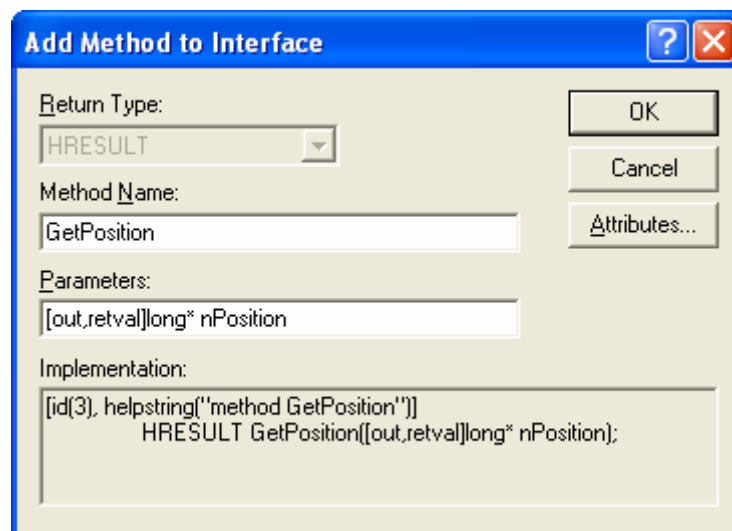 Add Method to Interface
?
Return Type:
OK
HRESULT
Cancel
Method Name:
GetPosition
Attributes...
Parameters:
[out,retval]long* nPosition
Implementation:
[id(3), helpstring("method GetPosition")]
HRESULT GetPosition([out,retval]long* nPosition);